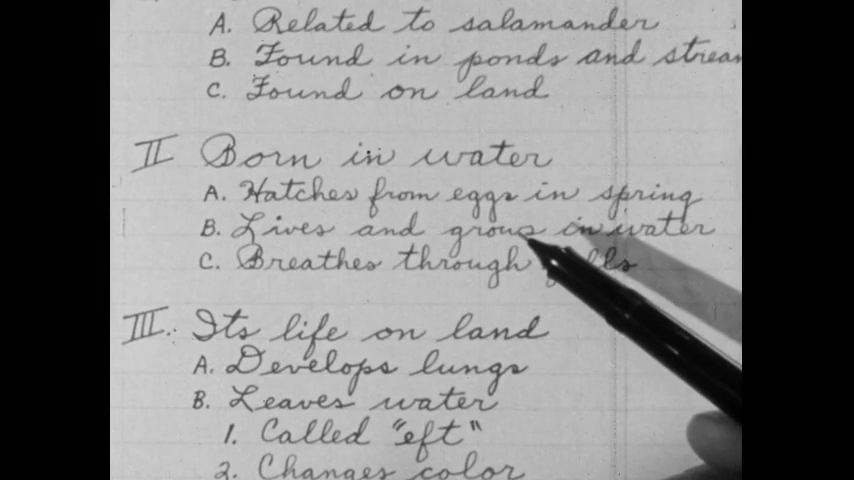 A. Related to salamander
B. Found in ponds and strea
C. Found on land
II Born in water
A. Hatches from eggs in spring
B. Lives and grows in water
C. Breathes through
III. Its life on land
A. Develops lungs
B. Leaves water
1. Called "eft"
2. Changes color